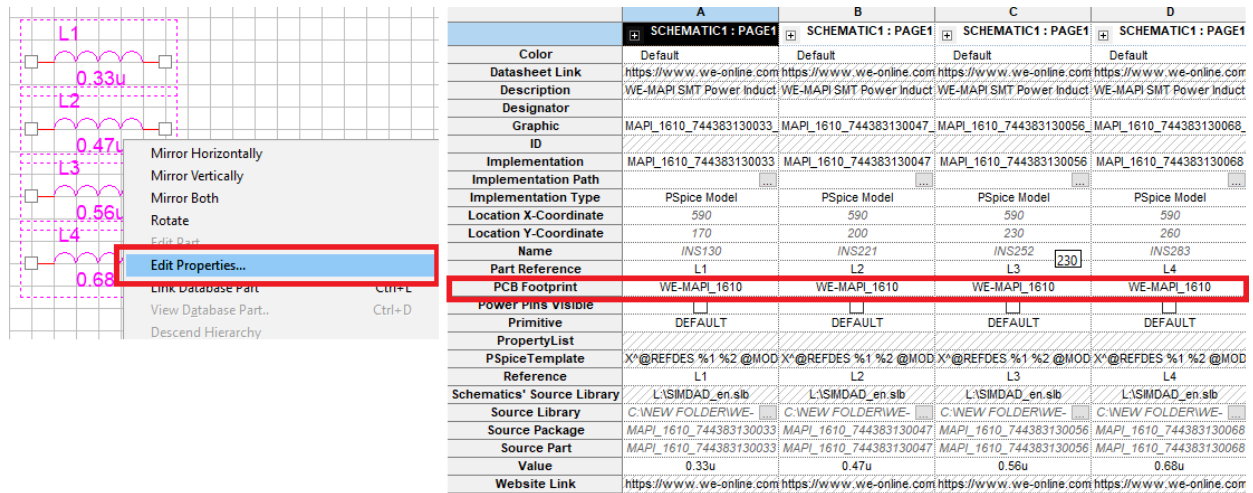 L1
0.33u
L2
0.47u
L3
0.56u
L4
0.68
Mirror Horizontally
Mirror Vertically
Mirror Both
Rotate
Edit Part
Edit Properties...
Link Database Part Ctrl+L
View Database Part.. Ctrl+D
Descend Hierarchy
A B C D
SCHEMATIC1 : PAGE1 SCHEMATIC1 : PAGE1 SCHEMATIC1 : PAGE1 SCHEMATIC1 : PAGE1
Color Default Default Default Default
Datasheet Link https://www.we-online.com https://www.we-online.com https://www.we-online.com https://www.we-online.com
Description WE-MAPI SMT Power Induct WE-MAPI SMT Power Induct WE-MAPI SMT Power Induct WE-MAPI SMT Power Induct
Designator
Graphic MAPI_1610_744383130033_ MAPI_1610_744383130047_ MAPI_1610_744383130056_ MAPI_1610_744383130068_
ID
Implementation MAPI_1610_744383130033 MAPI_1610_744383130047 MAPI_1610_744383130056 MAPI_1610_744383130068
Implementation Path ... ... ... ...
Implementation Type PSpice Model PSpice Model PSpice Model PSpice Model
Location X-Coordinate 590 590 590 590
Location Y-Coordinate 170 200 230 260
Name INS130 INS221 INS252 INS283
230
Part Reference L1 L2 L3 L4
PCB Footprint WE-MAPI_1610 WE-MAPI_1610 WE-MAPI_1610 WE-MAPI_1610
Power Pins Visible
Primitive DEFAULT DEFAULT DEFAULT DEFAULT
PropertyList
PSpiceTemplate X^@REFDES %1 %2 @MOD X^@REFDES %1 %2 @MOD X^@REFDES %1 %2 @MOD X^@REFDES %1 %2 @MOD
Reference L1 L2 L3 L4
Schematics' Source Library L:\SIMDAD_en.slb L:\SIMDAD_en.slb L:\SIMDAD_en.slb L:\SIMDAD_en.slb
Source Library C:\NEW FOLDER\WE- ... C:\NEW FOLDER\WE- ... C:\NEW FOLDER\WE- ... C:\NEW FOLDER\WE- ...
Source Package MAPI_1610_744383130033 MAPI_1610_744383130047 MAPI_1610_744383130056 MAPI_1610_744383130068
Source Part MAPI_1610_744383130033 MAPI_1610_744383130047 MAPI_1610_744383130056 MAPI_1610_744383130068
Value 0.33u 0.47u 0.56u 0.68u
Website Link https://www.we-online.com https://www.we-online.com https://www.we-online.com https://www.we-online.com